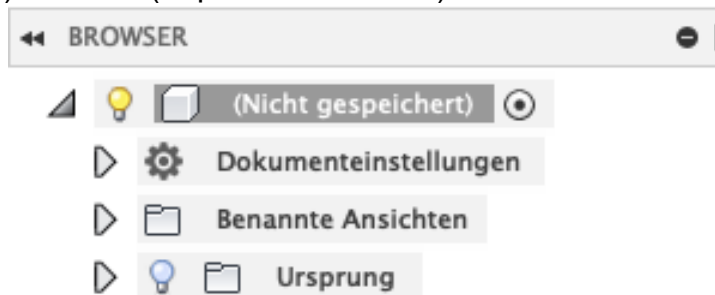 BROWSER
(Nicht gespeichert)
Dokumenteinstellungen
Benannte Ansichten
Ursprung